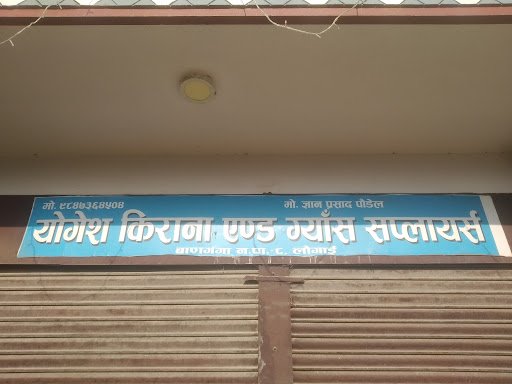 मो. ९८४७३६४५०४ मो. ज्ञान प्रसाद पौडेल
योगेश किराना एण्ड ग्याँस सप्लायर्स
बाणगंगा न.पा.-८, लौगाई